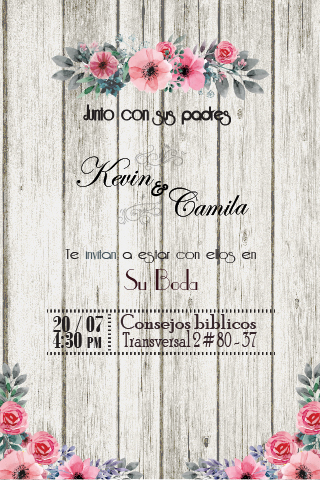 Junto con sus padres
Kevin
&
Camila
Te invitan a estar con ellos en
Su Boda
20 / 07
4:30 PM
Consejos biblicos
Transversal 2 # 80 - 37